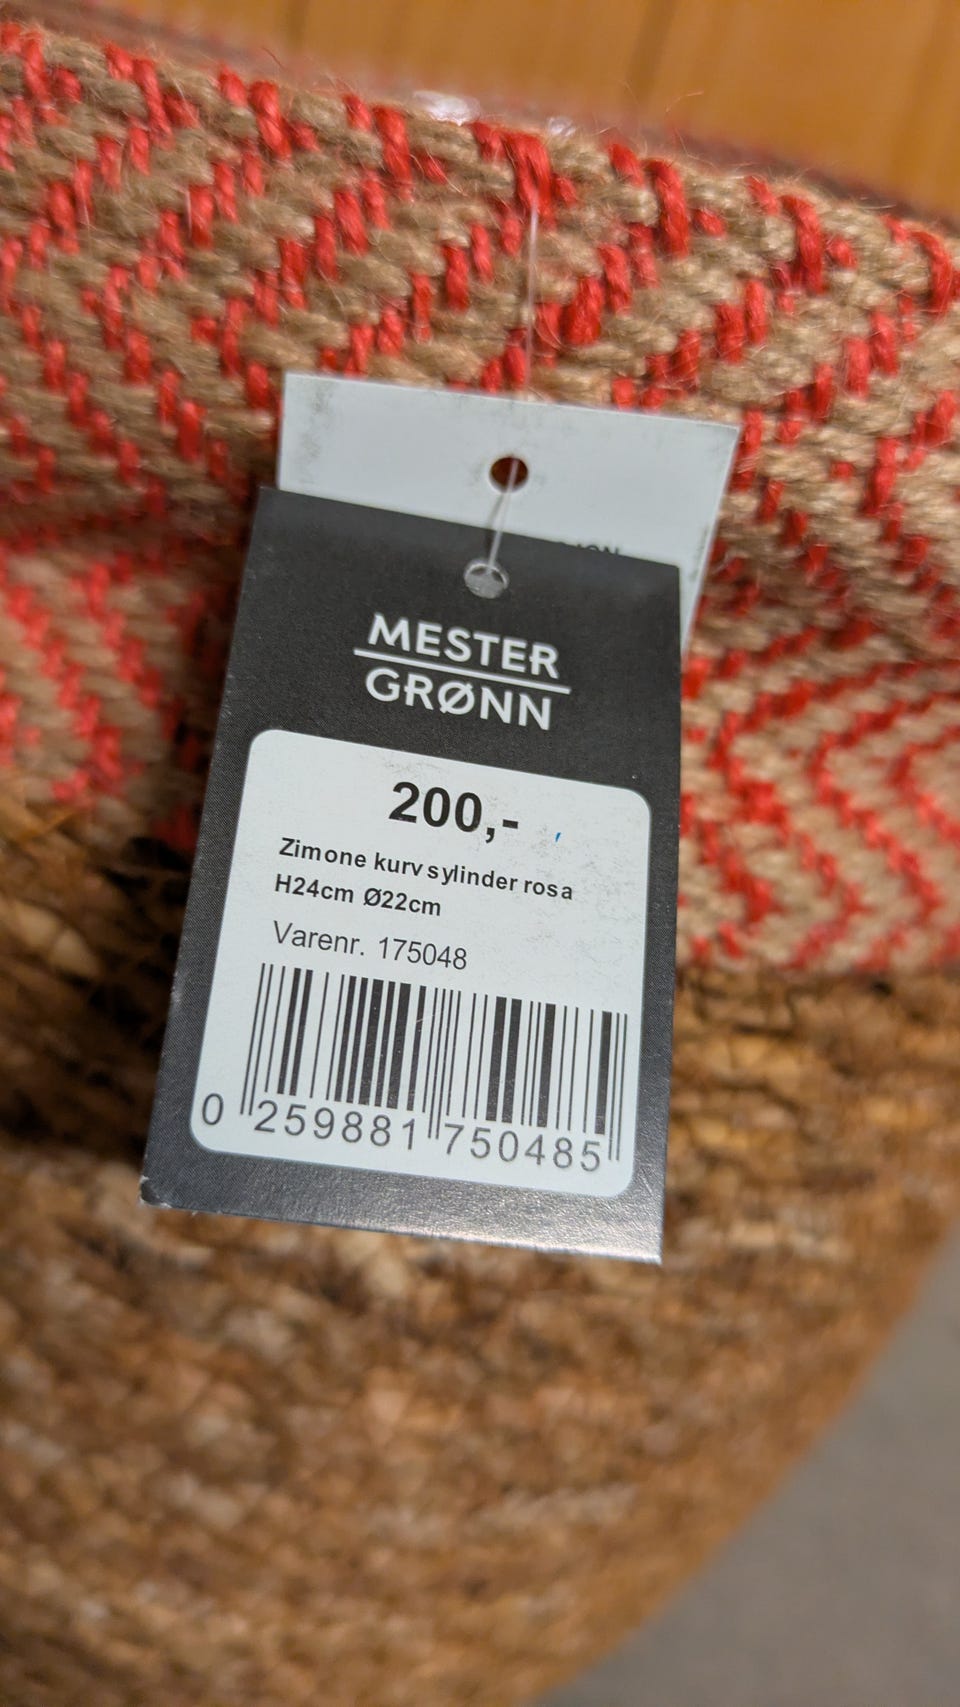 MESTER
GRØNN
200,-
Zimone kurv sylinder rosa
H24cm Ø22cm
Varenr. 175048
0 259881 750485